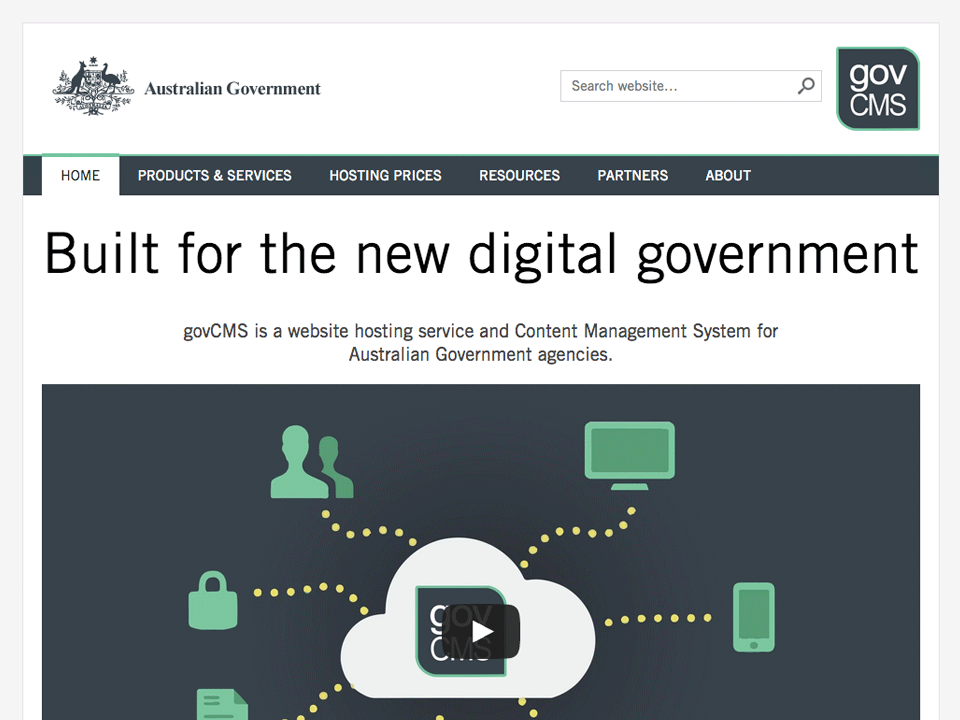 Australian Government
Search website...
gov
CMS
HOME PRODUCTS & SERVICES HOSTING PRICES RESOURCES PARTNERS ABOUT
Built for the new digital government
govCMS is a website hosting service and Content Management System for
Australian Government agencies.
gov
CMS